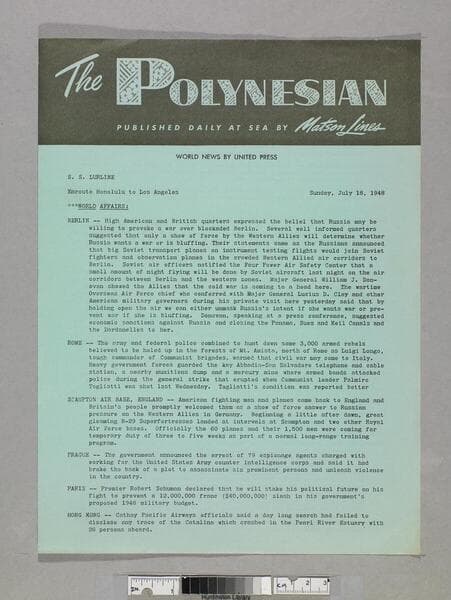 The POLYNESIAN
PUBLISHED DAILY AT SEA BY Matson Lines
WORLD NEWS BY UNITED PRESS
S. S. LURLINE
Enroute Honolulu to Los Angeles Sunday, July 18, 1948
***WORLD AFFAIRS:
BERLIN -- High American and British quarters expressed the belief that Russia may be
willing to provoke a war over blockaded Berlin. Several well informed quarters
suggested that only a show of force by the Western Allies will determine whether
Russia wants a war or is bluffing. Their statements came as the Russians announced
that big Soviet transport planes on instrument testing flights would join Soviet
fighters and observation planes in the crowded Western Allied air corridors to
Berlin. Soviet air officers notified the Four Power Air Safety Center that a
small amount of night flying will be done by Soviet aircraft last night on the air
corridors between Berlin and the western zones. Major General William J. Don-
ovan showed the Allies that the cold war is coming to a head here. The wartime
Overseas Air Force chief who conferred with Major General Lucius D. Clay and other
American military governors during his private visit here yesterday said that by
holding open the air we can either unmask Russia's intent if she wants war or pre-
vent war if she is bluffing. Donovan, speaking at a press conference, suggested
economic sanctions against Russia and closing the Panama, Suez and Keil Canals and
the Dardanelles to her.
ROME -- The army and federal police combined to hunt down some 3,000 armed rebels
believed to be holed up in the forests of Mt. Amiata, north of Rome as Luigi Longo,
tough commander of Communist brigades, warned that civil war may come to Italy.
Heavy government forces guarded the key Abbadia-San Salvadore telephone and cable
station, a nearby munitions dump and a mercury mine where armed bands attacked
police during the general strike that erupted when Communist leader Palmiro
Togliatti was shot last Wednesday. Togliatti's condition was reported better
SCAMPTON AIR BASE, ENGLAND -- American fighting men and planes came back to England and
Britain's people promptly welcomed them as a show of force answer to Russian
pressure on the Western Allies in Germany. Beginning a little after dawn, great
gleaming B-29 Superfortresses landed at intervals at Scampton and two other Royal
Air Force bases. Officially the 60 planes and their 1,500 men were coming for
temporary duty of three to five weeks as part of a normal long-range training
program.
PRAGUE -- The government announced the arrest of 79 espionage agents charged with
working for the United States Army counter intelligence corps and said it had
broke the back of a plot to assassinate six prominent persons and unleash violence
in the country.
PARIS -- Premier Robert Schuman declared that he will stake his political future on his
fight to prevent a 12,000,000 franc ($40,000,000) slash in his government's
proposed 1948 military budget.
HONG KONG -- Cathay Pacific Airways officials said a day long search had failed to
disclose any trace of the Catalina which crashed in the Pearl River Estuary with
26 persons aboard.
Huntington Library